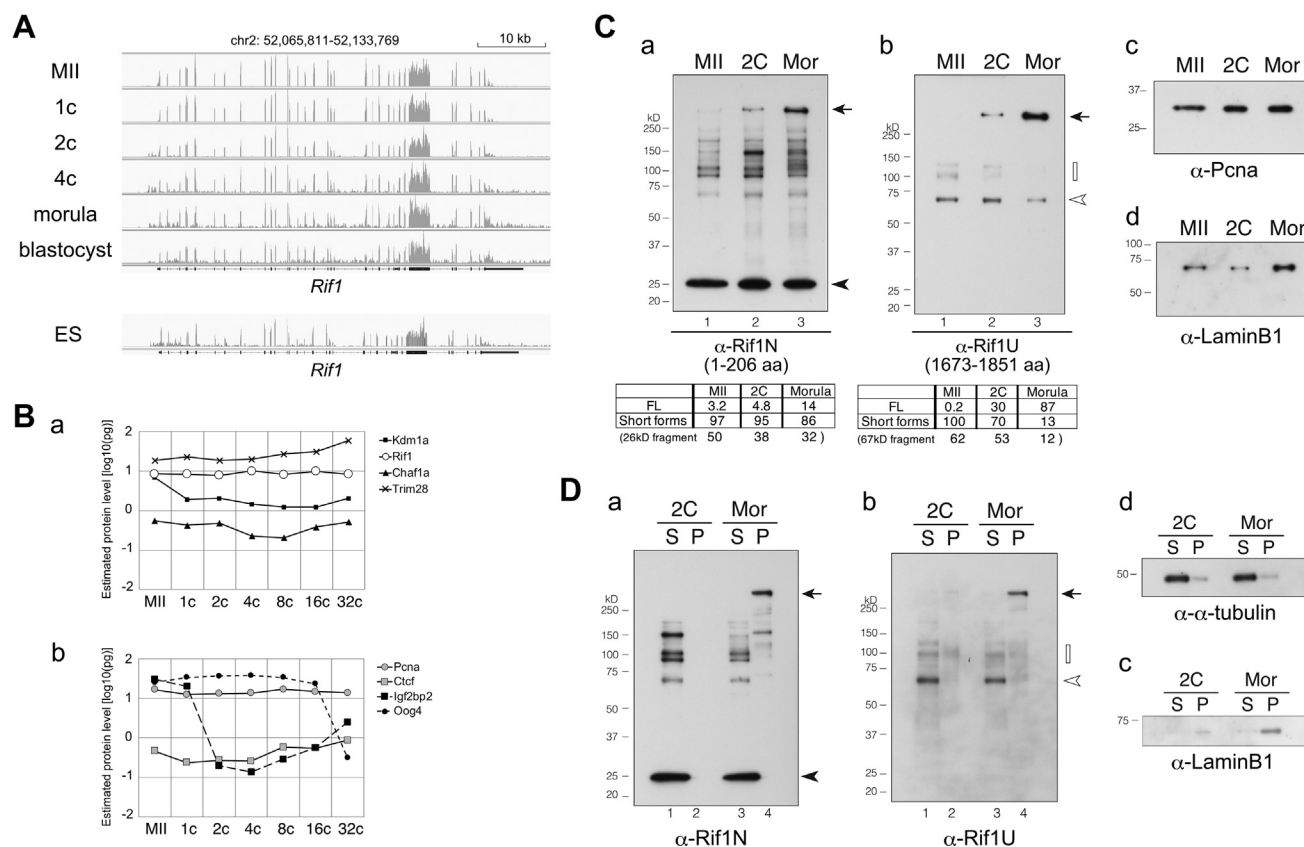 A
chr2: 52,065,811-52,133,769
10 kb
MII
1c
2c
4c
morula
blastocyst
Rif1
ES
Rif1
B
a
Estimated protein level [log10(pg)]
2
1
0
-1
-2
MII 1c 2c 4c 8c 16c 32c
Kdm1a
Rif1
Chaf1a
Trim28
b
Estimated protein level [log10(pg)]
2
1
0
-1
-2
MII 1c 2c 4c 8c 16c 32c
Pcna
Ctcf
Igf2bp2
Oog4
C
a
MII 2C Mor
kD
250
150
100
75
50
37
25
20
1 2 3
α-Rif1N
(1-206 aa)
MII 2C Morula
FL 3.2 4.8 14
Short forms 97 95 86
(26kD fragment 50 38 32 )
b
MII 2C Mor
kD
250
150
100
75
50
37
25
20
1 2 3
α-Rif1U
(1673-1851 aa)
MII 2C Morula
FL 0.2 30 87
Short forms 100 70 13
(67kD fragment 62 53 12 )
c
MII 2C Mor
37
25
α-Pcna
d
MII 2C Mor
100
75
50
α-LaminB1
D
a
2C Mor
S P S P
kD
250
150
100
75
50
37
25
20
1 2 3 4
α-Rif1N
b
2C Mor
S P S P
kD
250
150
100
75
50
37
25
20
1 2 3 4
α-Rif1U
d
2C Mor
S P S P
50
α-α-tubulin
c
2C Mor
S P S P
75
α-LaminB1